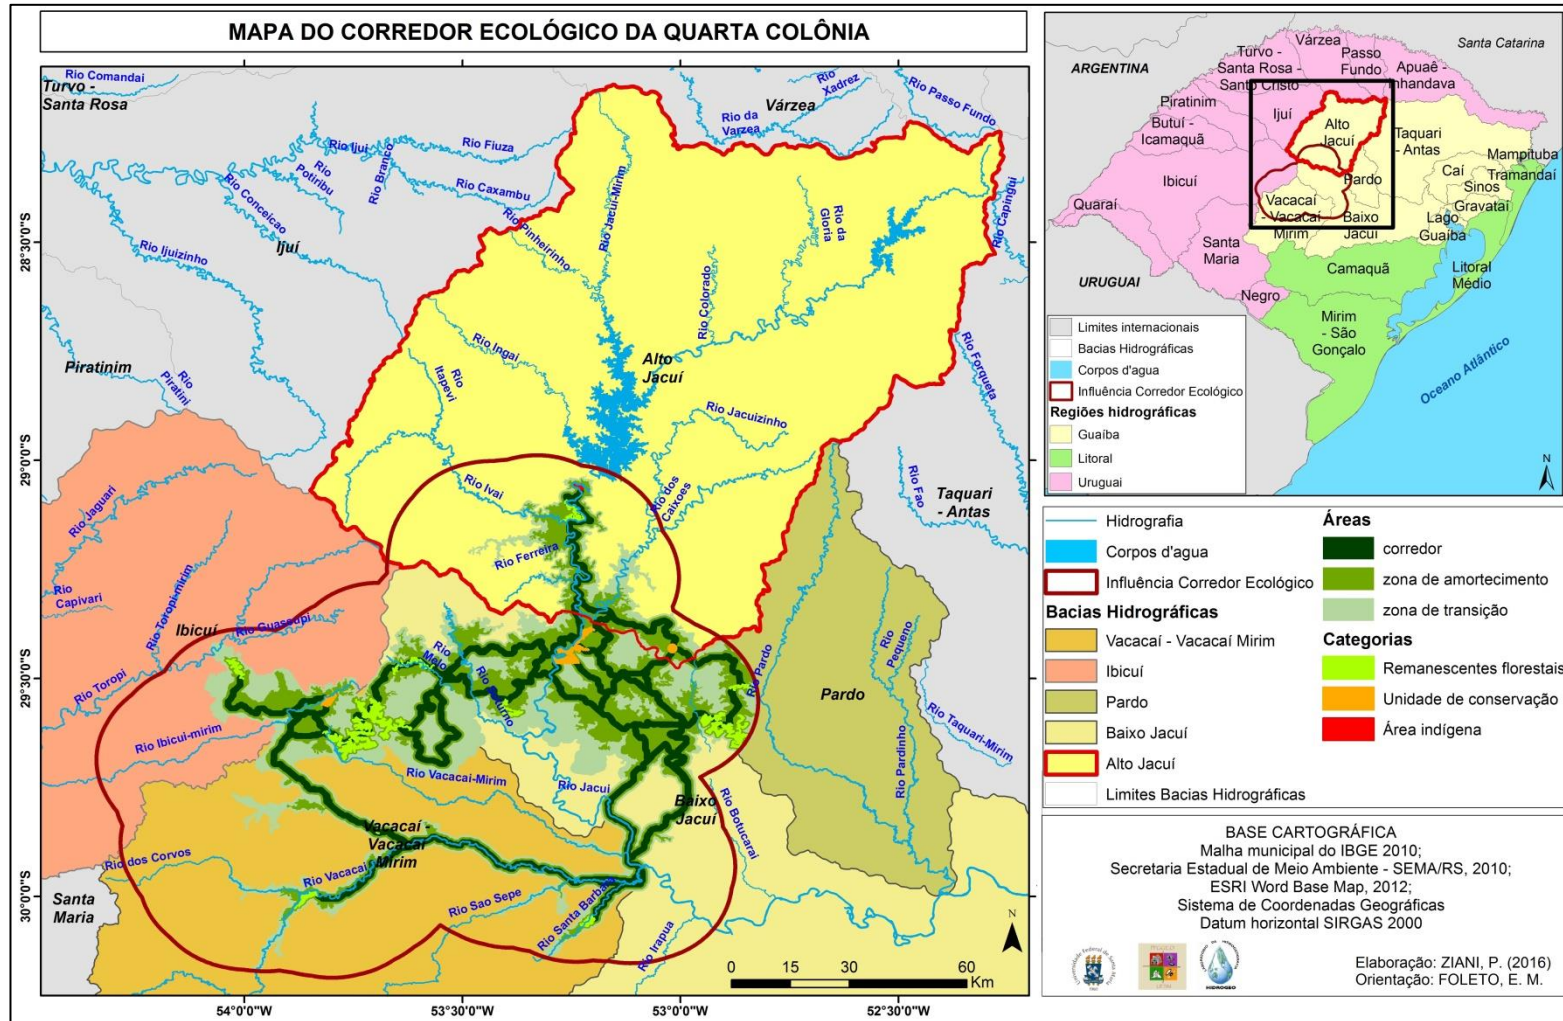 MAPA DO CORREDOR ECOLÓGICO DA QUARTA COLÔNIA
Rio Comandai
Turvo -
Santa Rosa
Rio Ijui
Rio
Potiribu
Rio Branco
Rio Fiuza
Rio Caxambu
Rio Conceicao
Rio Ijuizinho
Ijuí
Rio Pinheirinho
Rio Jacui-Mirim
Rio da
Varzea
Várzea
Rio
Xadrez
Rio Passo Fundo
Rio Capingui
Rio da
Gloria
Rio Colorado
Piratinim
Rio
Piratini
Rio Ingai
Rio
Itapevi
Alto
Jacuí
Rio Jacuizinho
Rio Forqueta
Rio dos
Caixoes
Rio Ivai
Rio Ferreira
Rio Fao
Taquari
- Antas
Rio Jaguari
Rio
Capivari
Rio Toropi-mirim
Ibicuí
Rio Guassupi
Rio Toropi
Rio Ibicui-mirim
Rio
Melo
Rio Soturno
Rio Pardo
Rio
Pequeno
Pardo
Rio Taquari-Mirim
Rio Pardinho
Rio Vacacai-Mirim
Rio Jacui
Baixo
Jacuí
Rio Botucarai
Vacacaí -
Vacacaí
Mirim
Rio dos Corvos
Rio Vacacai
Santa
Maria
Rio Sao Sepe
Rio Santa Barbara
Rio Irapua
N
0 15 30 60
Km
28°30'0"S
29°0'0"S
29°30'0"S
30°0'0"S
54°0'0"W
53°30'0"W
53°0'0"W
52°30'0"W
ARGENTINA
Santa Catarina
Várzea
Turvo -
Santa Rosa -
Santo Cristo
Passo
Fundo
Apuaê -
Inhandava
Piratinim
Ijuí
Butuí -
Icamaquã
Alto
Jacuí
Taquari
- Antas
Ibicuí
Pardo
Mampituba
Tramandaí
Caí
Sinos
Gravataí
Quaraí
Vacacaí
- Vacacaí
Mirim
Baixo
Jacuí
Lago
Guaíba
Santa
Maria
Camaquã
Litoral
Médio
URUGUAI
Negro
Mirim
- São
Gonçalo
Oceano Atlântico
Limites internacionais
Bacias Hidrográficas
Corpos d'agua
Influência Corredor Ecológico
Regiões hidrográficas
Guaíba
Litoral
Uruguai
N
Hidrografia
Corpos d'agua
Influência Corredor Ecológico
Bacias Hidrográficas
Vacacaí - Vacacaí Mirim
Ibicuí
Pardo
Baixo Jacuí
Alto Jacuí
Limites Bacias Hidrográficas
Áreas
corredor
zona de amortecimento
zona de transição
Categorias
Remanescentes florestais
Unidade de conservação
Área indígena
BASE CARTOGRÁFICA
Malha municipal do IBGE 2010;
Secretaria Estadual de Meio Ambiente - SEMA/RS, 2010;
ESRI Word Base Map, 2012;
Sistema de Coordenadas Geográficas
Datum horizontal SIRGAS 2000
HIDROGEO
Elaboração: ZIANI, P. (2016)
Orientação: FOLETO, E. M.